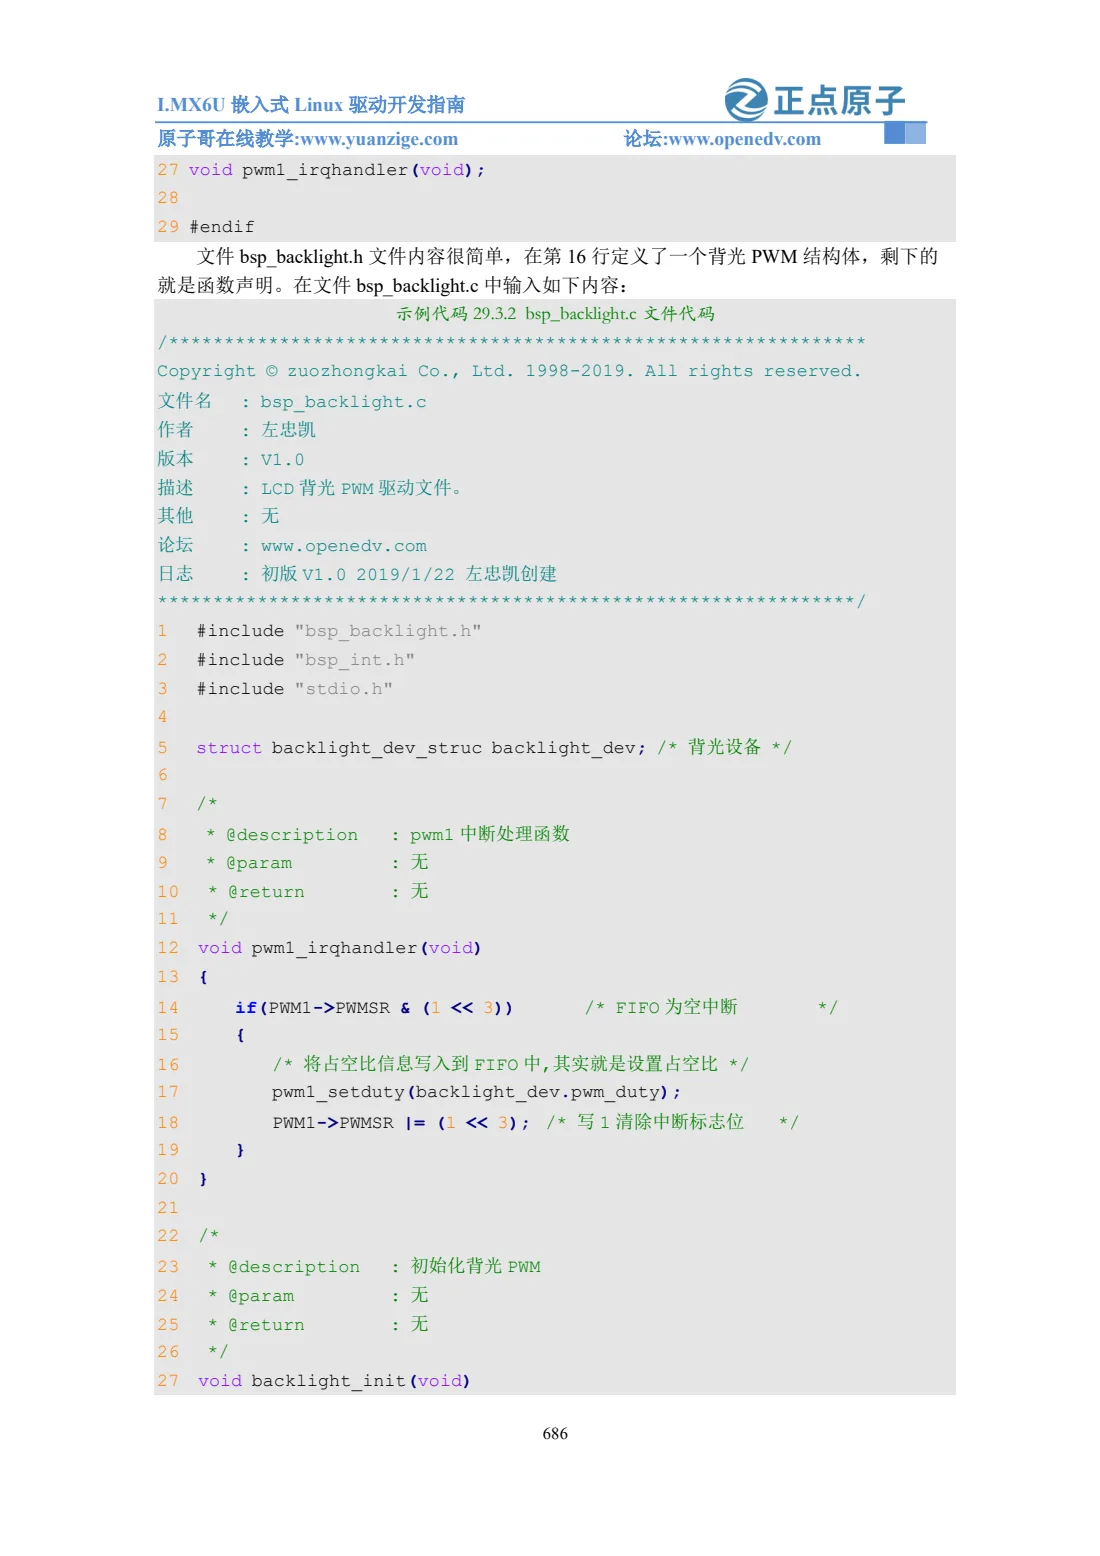 I.MX6U 嵌入式 Linux 驱动开发指南
正点原子
原子哥在线教学:www.yuanzige.com 论坛:www.openedv.com
27 void pwm1_irqhandler(void);
28
29 #endif
文件 bsp_backlight.h 文件内容很简单，在第 16 行定义了一个背光 PWM 结构体，剩下的
就是函数声明。在文件 bsp_backlight.c 中输入如下内容：
示例代码 29.3.2 bsp_backlight.c 文件代码
/***************************************************************
Copyright © zuozhongkai Co., Ltd. 1998-2019. All rights reserved.
文件名 : bsp_backlight.c
作者 : 左忠凯
版本 : V1.0
描述 : LCD 背光 PWM 驱动文件。
其他 : 无
论坛 : www.openedv.com
日志 : 初版 V1.0 2019/1/22 左忠凯创建
***************************************************************/
1 #include "bsp_backlight.h"
2 #include "bsp_int.h"
3 #include "stdio.h"
4
5 struct backlight_dev_struc backlight_dev; /* 背光设备 */
6
7 /*
8 * @description : pwm1 中断处理函数
9 * @param : 无
10 * @return : 无
11 */
12 void pwm1_irqhandler(void)
13 {
14 if(PWM1->PWMSR & (1 << 3)) /* FIFO 为空中断 */
15 {
16 /* 将占空比信息写入到 FIFO 中,其实就是设置占空比 */
17 pwm1_setduty(backlight_dev.pwm_duty);
18 PWM1->PWMSR |= (1 << 3); /* 写 1 清除中断标志位 */
19 }
20 }
21
22 /*
23 * @description : 初始化背光 PWM
24 * @param : 无
25 * @return : 无
26 */
27 void backlight_init(void)
686